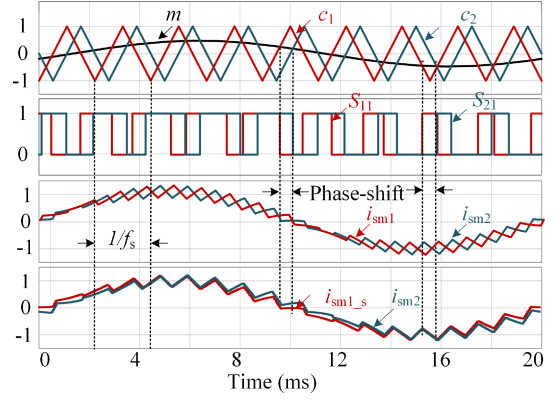 m c₁ c₂
1
0
-1
S₁₁ S₂₁
1
0
Phase-shift
1
0
-1
1/fₛ
iₛₘ₁ iₛₘ₂
1
0
-1
iₛₘ₁_ₛ iₛₘ₂
0 4 8 12 16 20
Time (ms)